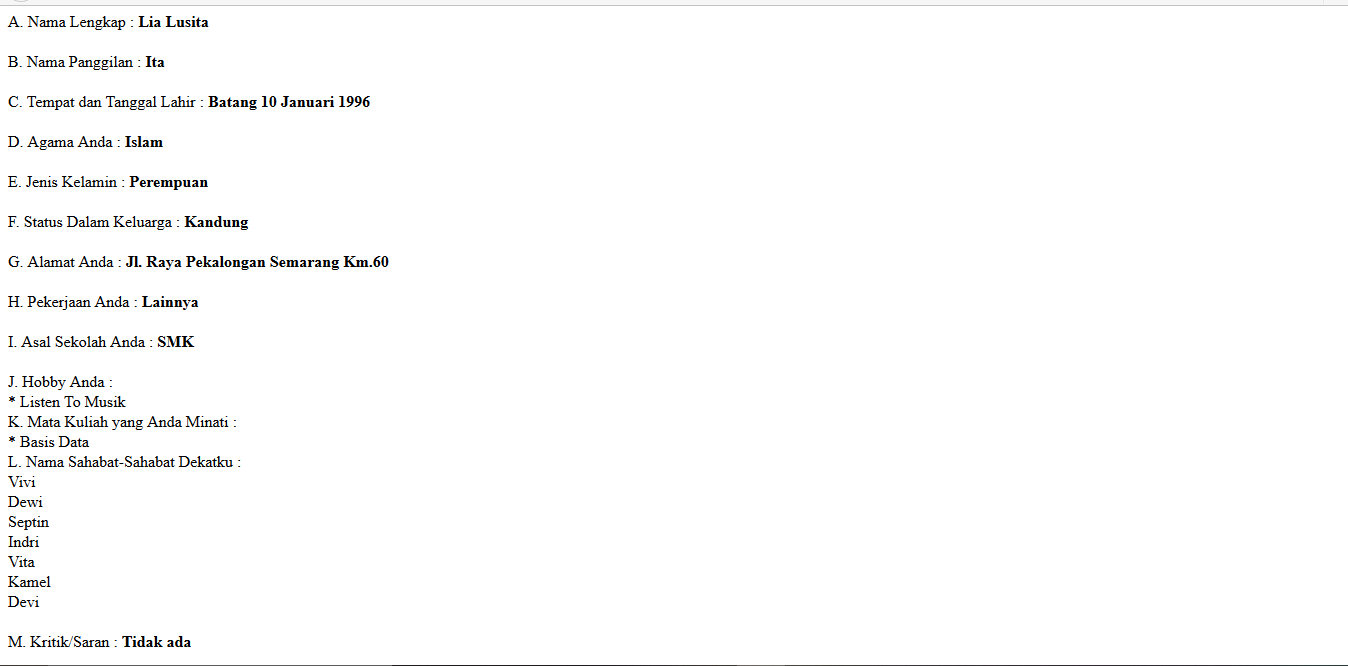 A. Nama Lengkap : Lia Lusita
B. Nama Panggilan : Ita
C. Tempat dan Tanggal Lahir : Batang 10 Januari 1996
D. Agama Anda : Islam
E. Jenis Kelamin : Perempuan
F. Status Dalam Keluarga : Kandung
G. Alamat Anda : Jl. Raya Pekalongan Semarang Km.60
H. Pekerjaan Anda : Lainnya
I. Asal Sekolah Anda : SMK
J. Hobby Anda :
* Listen To Musik
K. Mata Kuliah yang Anda Minati :
* Basis Data
L. Nama Sahabat-Sahabat Dekatku :
Vivi
Dewi
Septin
Indri
Vita
Kamel
Devi
M. Kritik/Saran : Tidak ada